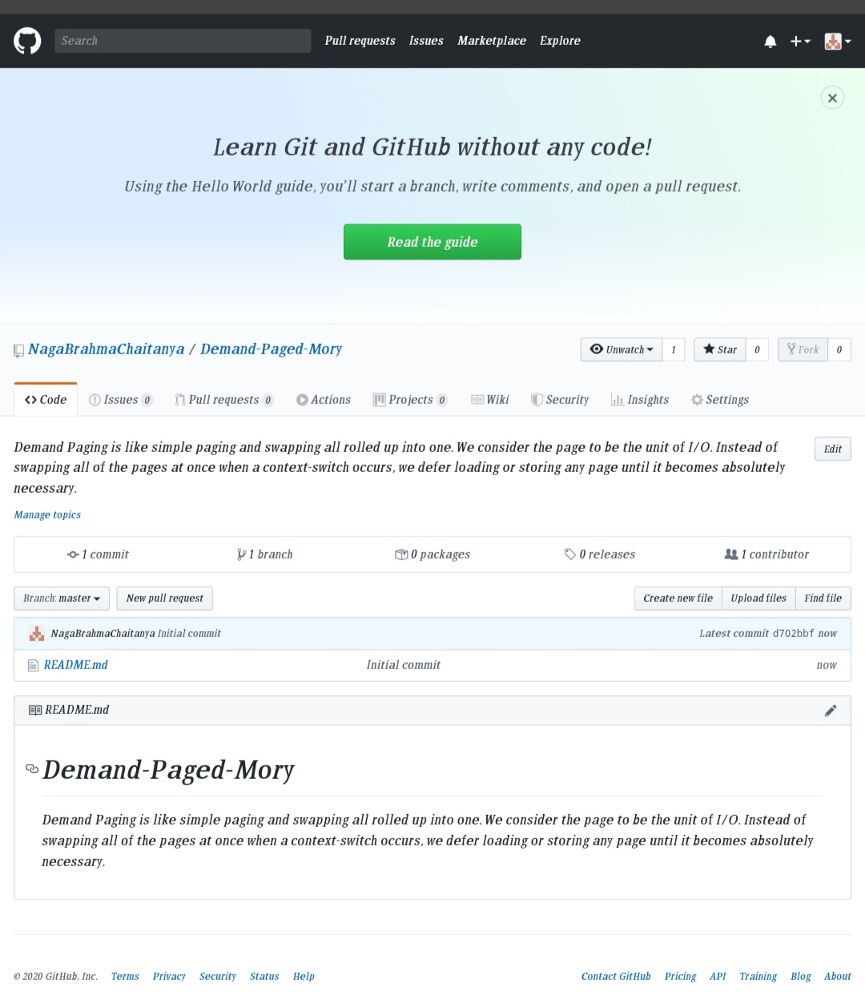 Search Pull requests Issues Marketplace Explore
Learn Git and GitHub without any code!
Using the Hello World guide, you'll start a branch, write comments, and open a pull request.
Read the guide
NagaBrahmaChaitanya / Demand-Paged-Mory Unwatch 1 Star 0 Fork 0
Code Issues 0 Pull requests 0 Actions Projects 0 Wiki Security Insights Settings
Demand Paging is like simple paging and swapping all rolled up into one. We consider the page to be the unit of I/O. Instead of
swapping all of the pages at once when a context-switch occurs, we defer loading or storing any page until it becomes absolutely
necessary.
Edit
Manage topics
1 commit 1 branch 0 packages 0 releases 1 contributor
Branch: master New pull request Create new file Upload files Find file
NagaBrahmaChaitanya Initial commit Latest commit d702bbf now
README.md Initial commit now
README.md
Demand-Paged-Mory
Demand Paging is like simple paging and swapping all rolled up into one. We consider the page to be the unit of I/O. Instead of
swapping all of the pages at once when a context-switch occurs, we defer loading or storing any page until it becomes absolutely
necessary.
© 2020 GitHub, Inc. Terms Privacy Security Status Help Contact GitHub Pricing API Training Blog About